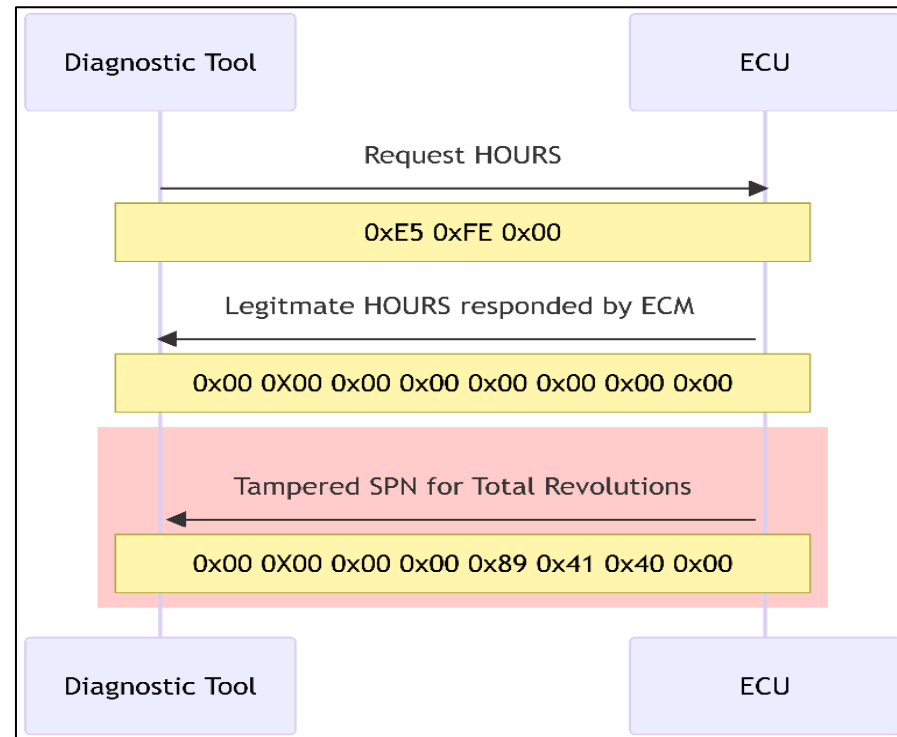 Diagnostic Tool ECU
Request HOURS
0xE5 0xFE 0x00
Legitmate HOURS responded by ECM
0x00 0X00 0x00 0x00 0x00 0x00 0x00 0x00
Tampered SPN for Total Revolutions
0x00 0X00 0x00 0x00 0x89 0x41 0x40 0x00
Diagnostic Tool ECU